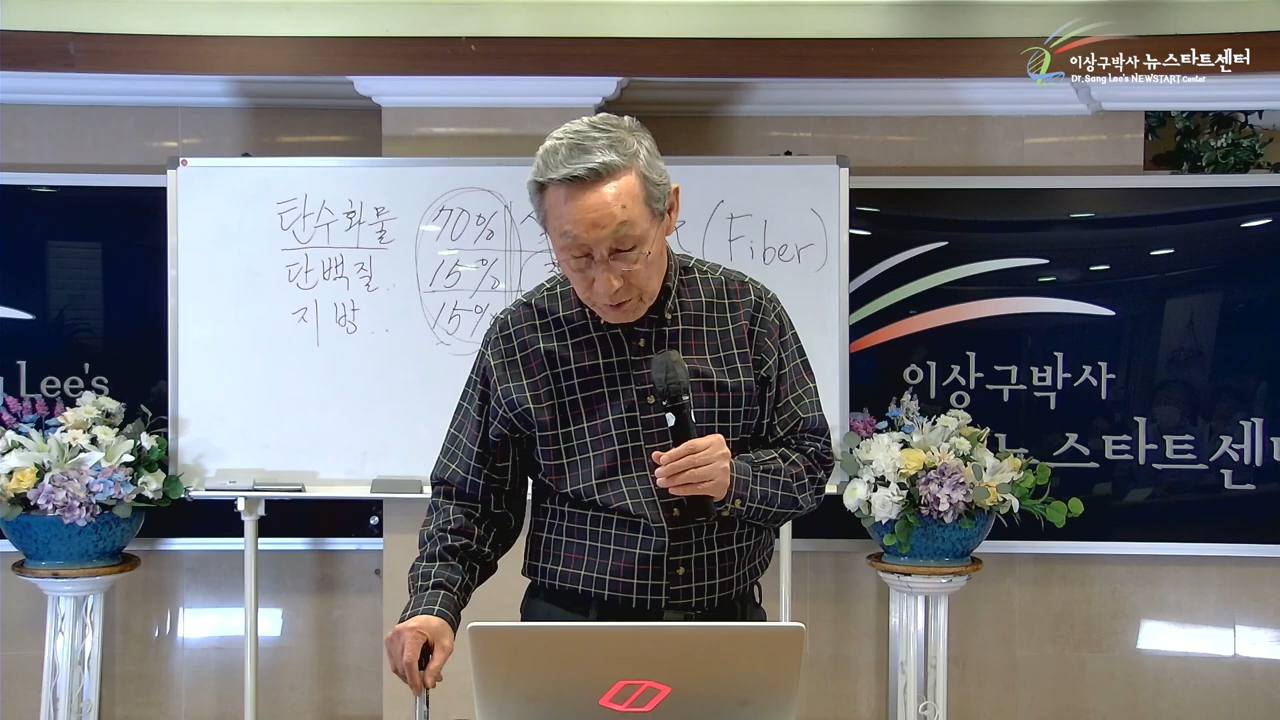 이상구박사 뉴스타트센터
Dr. Sang Lee's NEWSTART Center
탄수화물 70% (Fiber)
단백질.. 15%
지방.. 15%
Lee's
이상구박사
뉴스타트센